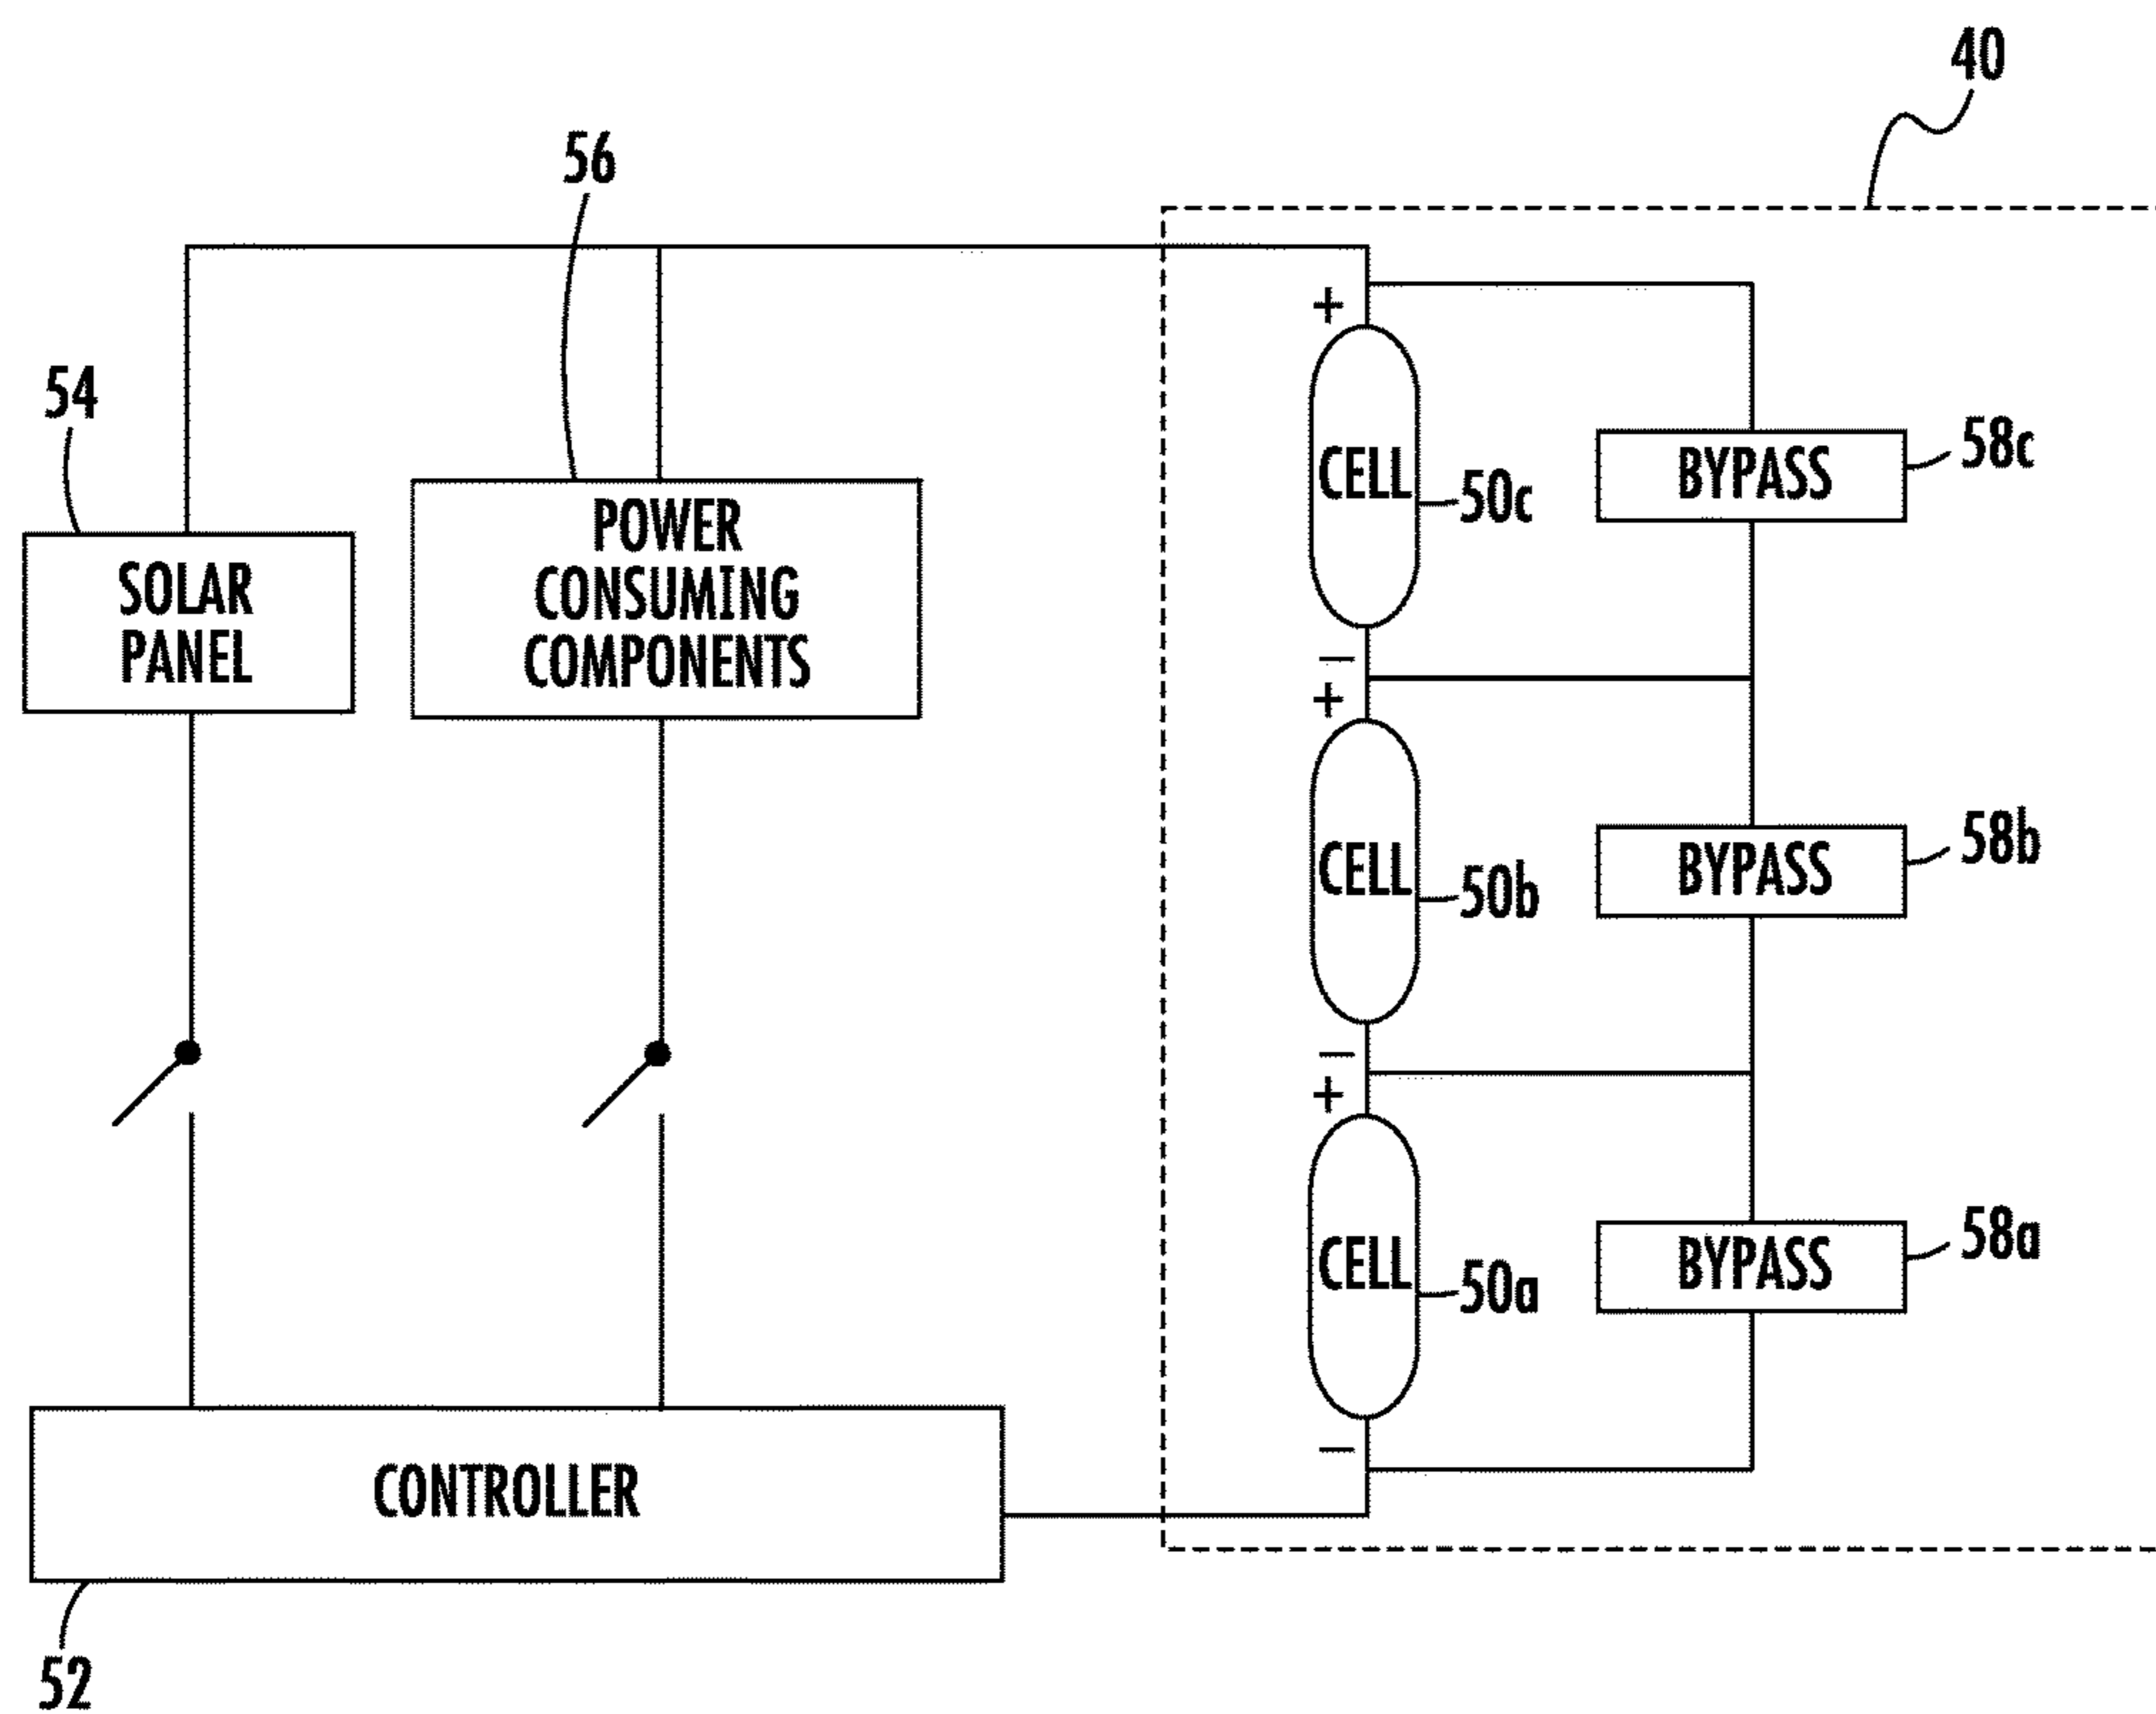 40
56
54
+
CELL
50c
BYPASS
58c
POWER
CONSUMING
COMPONENTS
SOLAR
PANEL
−
+
CELL
50b
BYPASS
58b
−
+
CELL
50a
BYPASS
58a
−
CONTROLLER
52